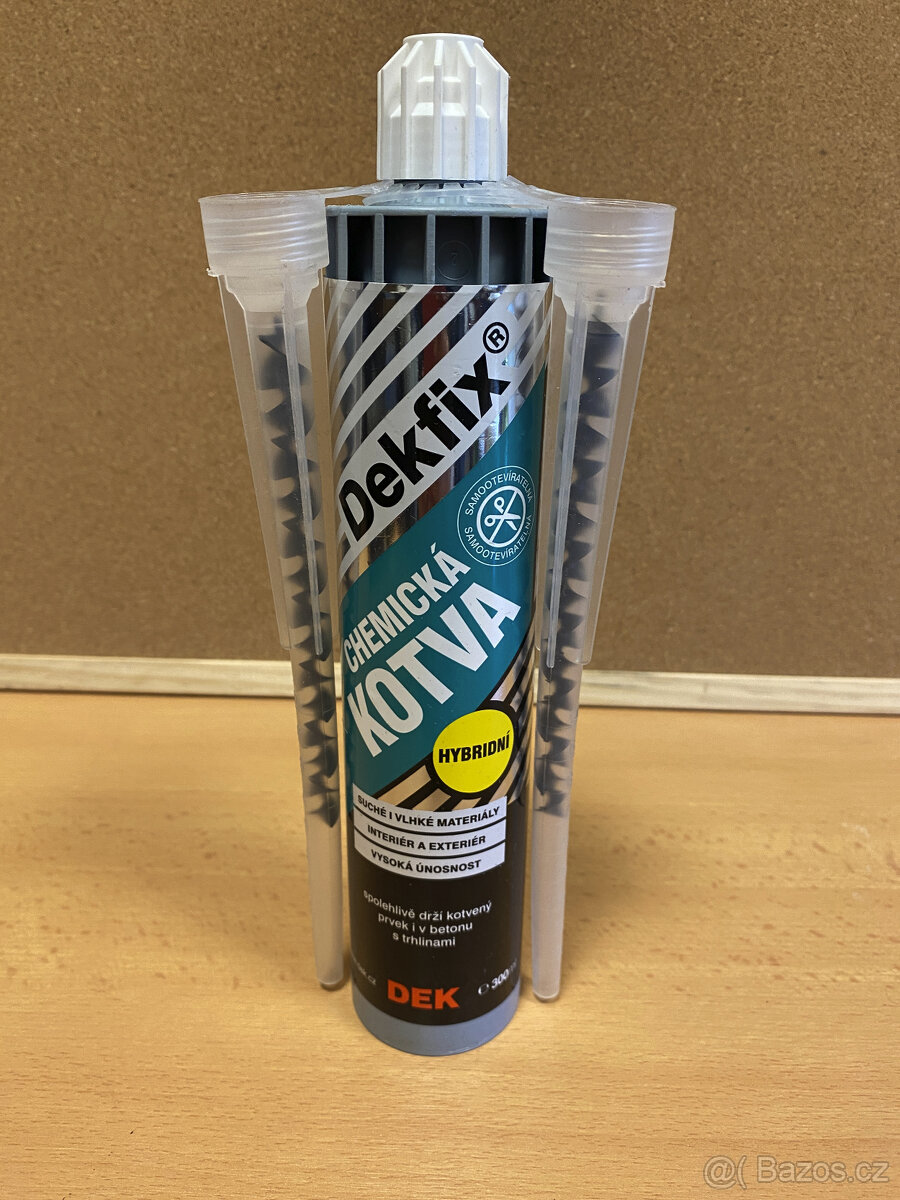 Dekfix®
SAMOOTEVÍRATELNÁ
SAMOOTEVÍRATELNÁ
CHEMICKÁ
KOTVA
HYBRIDNÍ
SUCHÉ I VLHKÉ MATERIÁLY
INTERIÉR A EXTERIÉR
VYSOKÁ ÚNOSNOST
spolehlivě drží kotvený
prvek i v betonu
s trhlinami
DEK
℮ 300
@( Bazos.cz